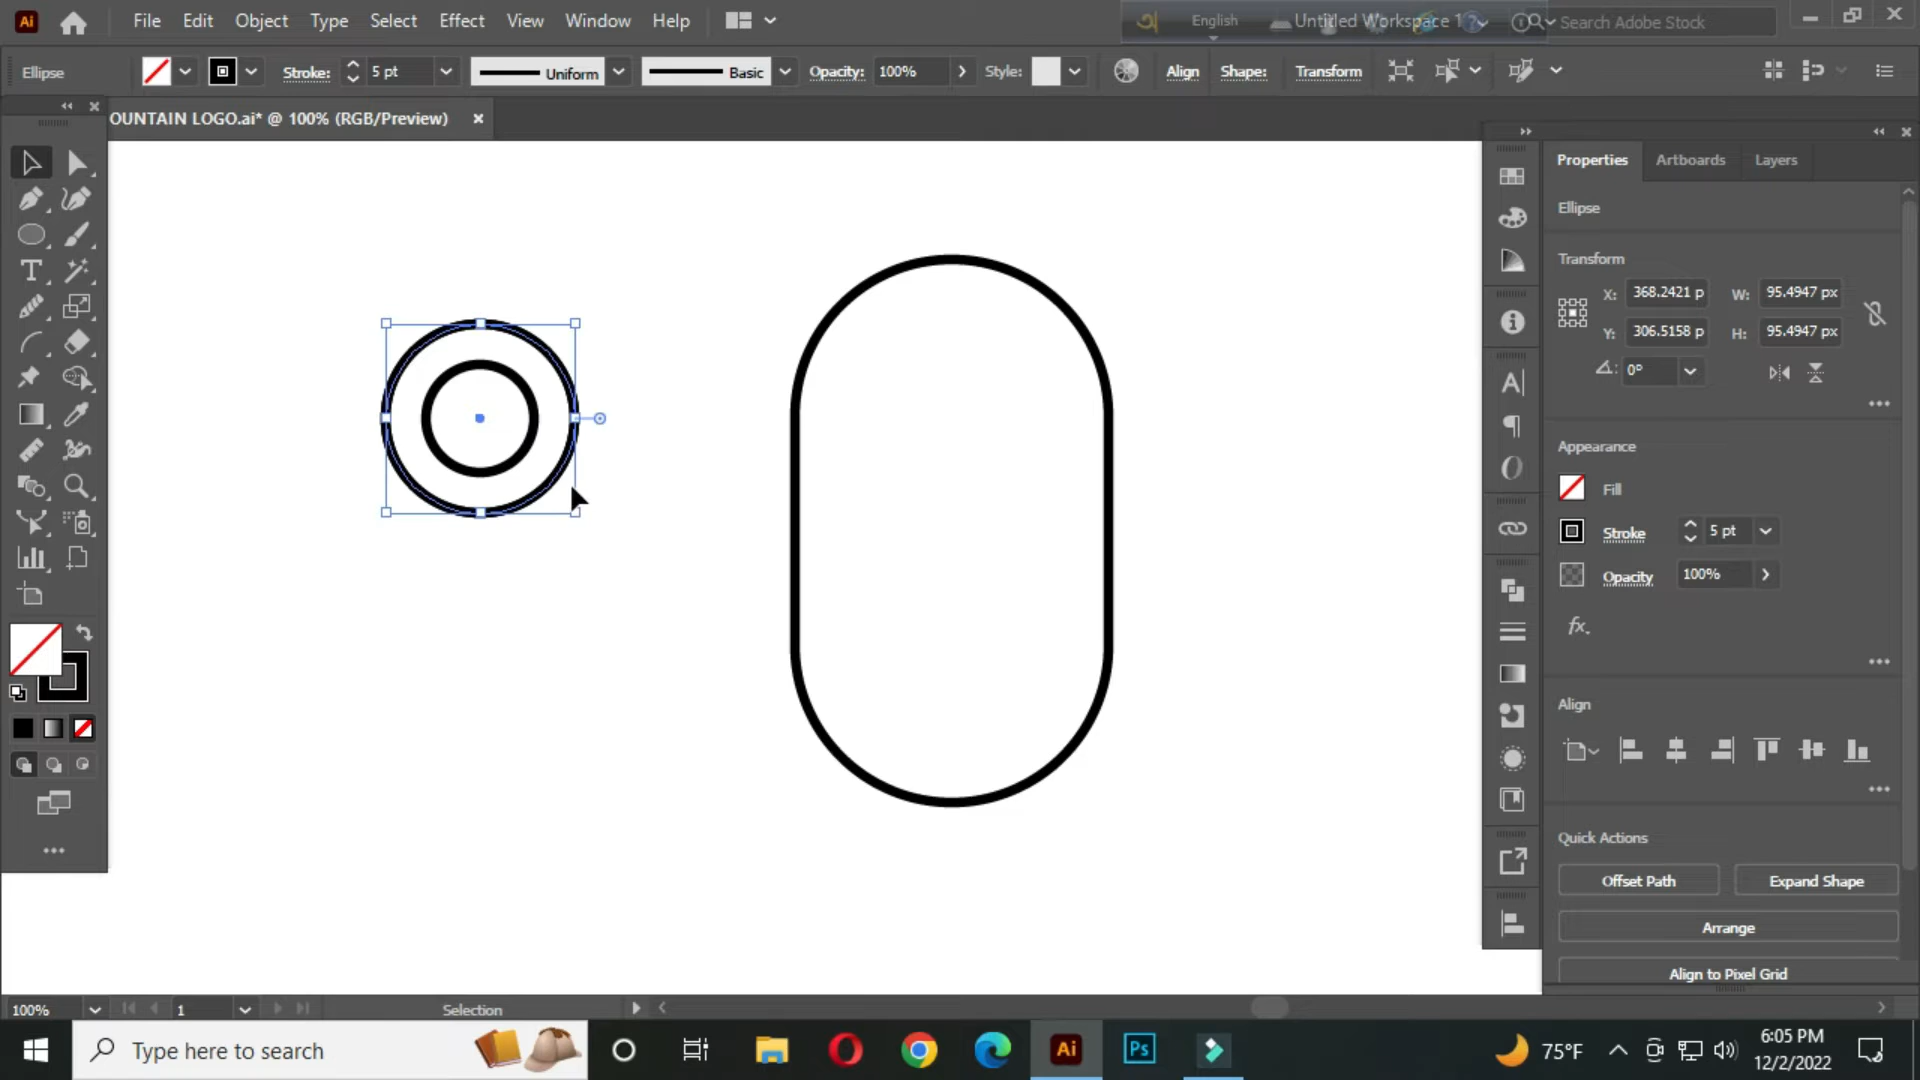 Ai File Edit Object Type Select Effect View Window Help English Untitled Workspace 1 Search Adobe Stock
Ellipse Stroke: 5 pt Uniform Basic Opacity: 100% Style: Align Shape: Transform
OUNTAIN LOGO.ai* @ 100% (RGB/Preview)
Properties Artboards Layers
Ellipse
Transform
X: 368.2421 p W: 95.4947 px
Y: 306.5158 p H: 95.4947 px
0°
Appearance
Fill
Stroke 5 pt
Opacity 100%
fx.
Align
Quick Actions
Offset Path Expand Shape
Arrange
Align to Pixel Grid
100% 1 Selection
Type here to search Ai Ps 75°F 6:05 PM
12/2/2022